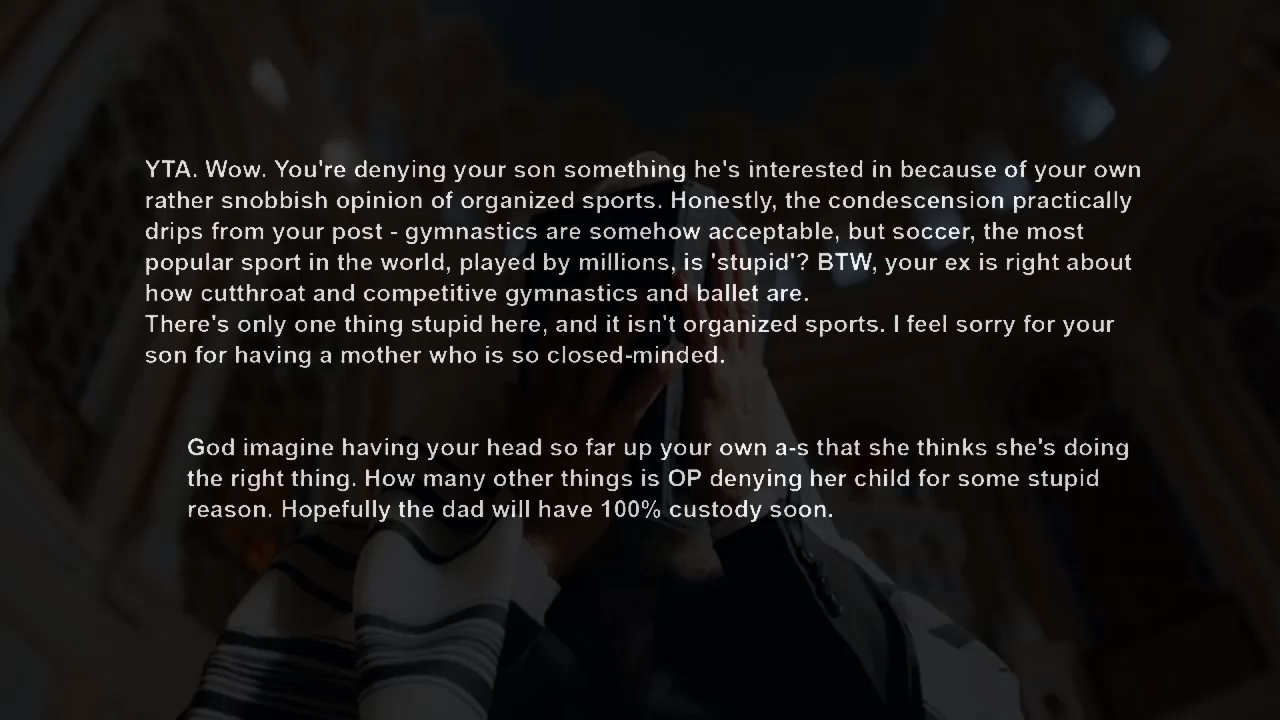 YTA. Wow. You're denying your son something he's interested in because of your own
rather snobbish opinion of organized sports. Honestly, the condescension practically
drips from your post - gymnastics are somehow acceptable, but soccer, the most
popular sport in the world, played by millions, is 'stupid'? BTW, your ex is right about
how cutthroat and competitive gymnastics and ballet are.
There's only one thing stupid here, and it isn't organized sports. I feel sorry for your
son for having a mother who is so closed-minded.
God imagine having your head so far up your own a-s that she thinks she's doing
the right thing. How many other things is OP denying her child for some stupid
reason. Hopefully the dad will have 100% custody soon.